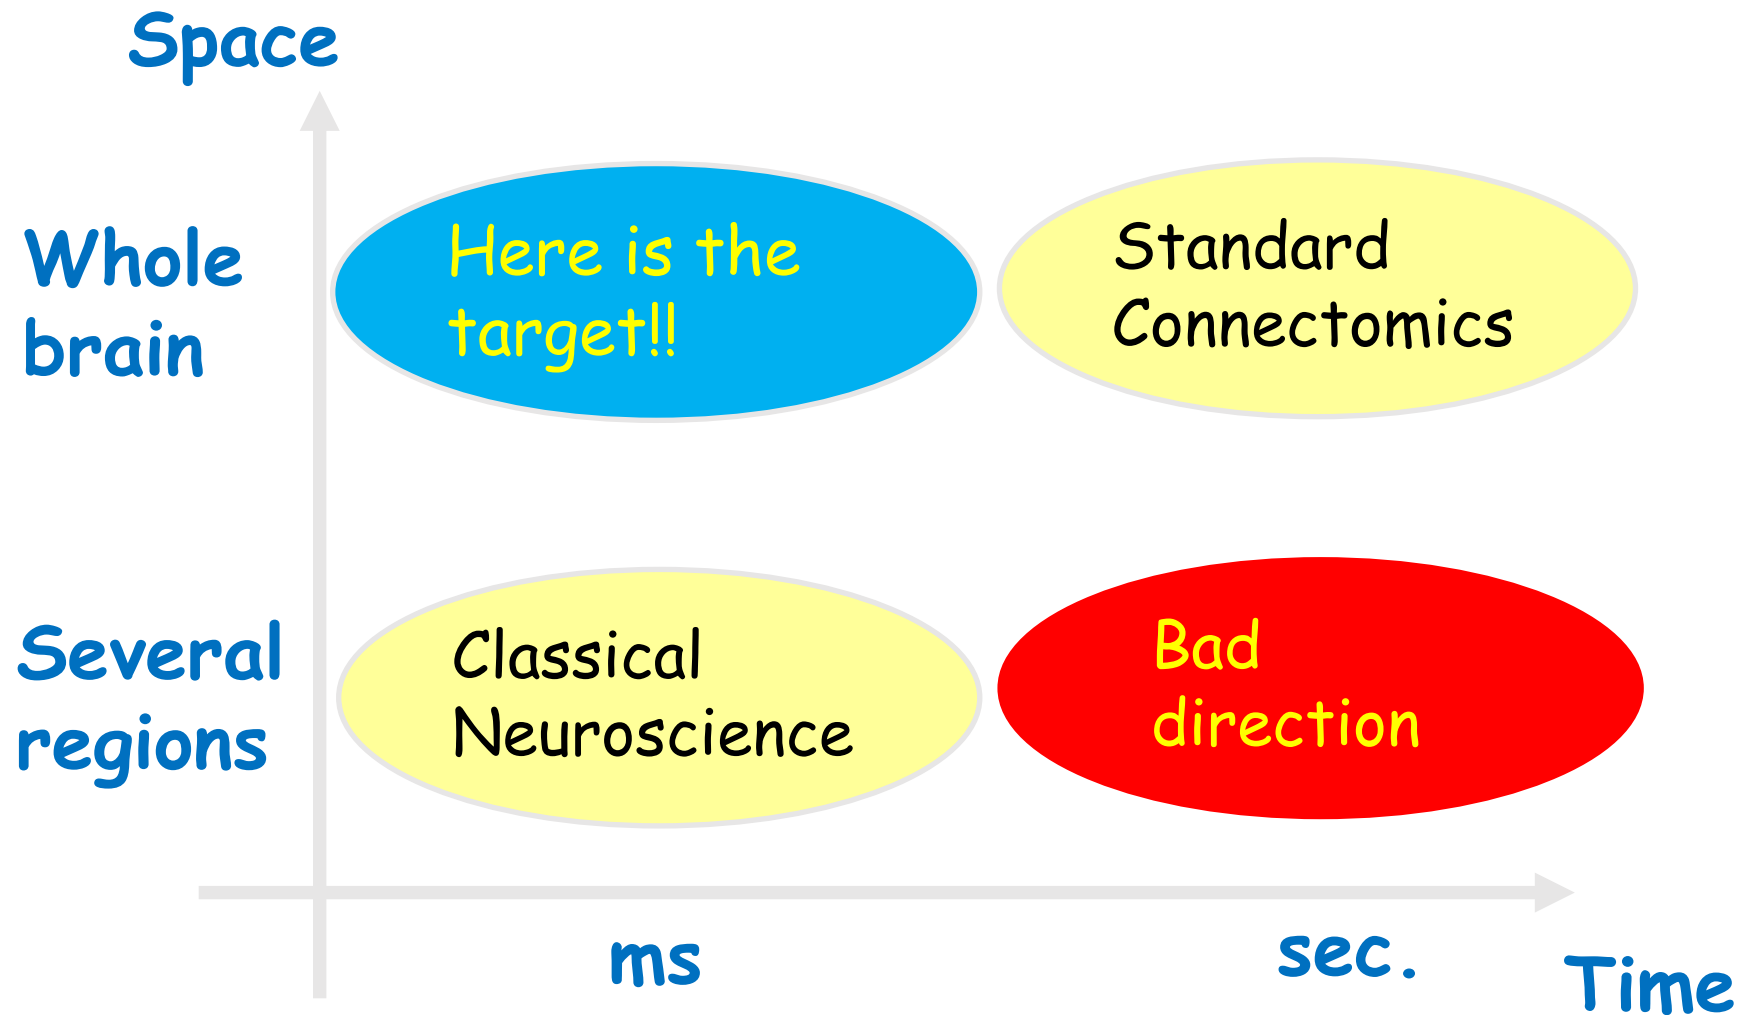 Space
Whole
brain
Here is the
target!!
Standard
Connectomics
Several
regions
Classical
Neuroscience
Bad
direction
ms
sec.
Time